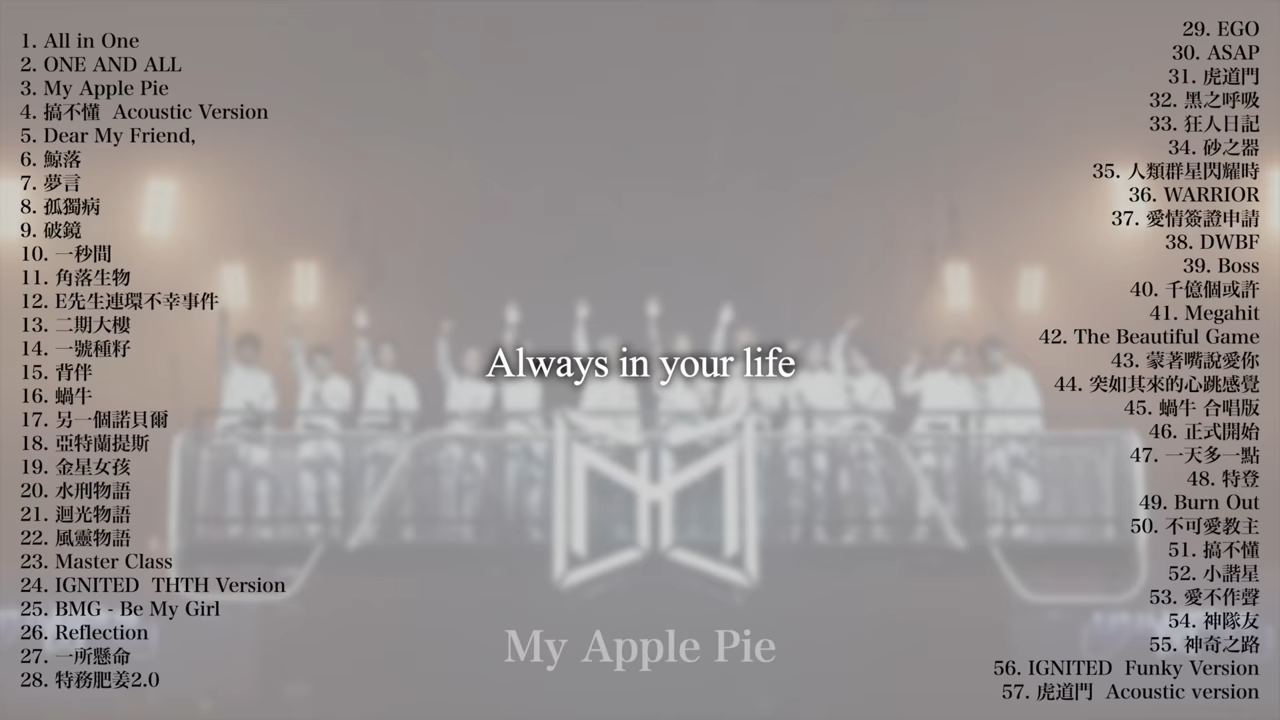 1. All in One
2. ONE AND ALL
3. My Apple Pie
4. 搞不懂  Acoustic Version
5. Dear My Friend,
6. 鯨落
7. 夢言
8. 孤獨病
9. 破鏡
10. 一秒間
11. 角落生物
12. E先生連環不幸事件
13. 二期大樓
14. 一號種籽
15. 背伴
16. 蝸牛
17. 另一個諾貝爾
18. 亞特蘭提斯
19. 金星女孩
20. 水刑物語
21. 迴光物語
22. 風靈物語
23. Master Class
24. IGNITED  THTH Version
25. BMG - Be My Girl
26. Reflection
27. 一所懸命
28. 特務肥姜2.0
Always in your life
My Apple Pie
29. EGO
30. ASAP
31. 虎道門
32. 黑之呼吸
33. 狂人日記
34. 砂之器
35. 人類群星閃耀時
36. WARRIOR
37. 愛情簽證申請
38. DWBF
39. Boss
40. 千億個或許
41. Megahit
42. The Beautiful Game
43. 蒙著嘴說愛你
44. 突如其來的心跳感覺
45. 蝸牛 合唱版
46. 正式開始
47. 一天多一點
48. 特登
49. Burn Out
50. 不可愛教主
51. 搞不懂
52. 小諧星
53. 愛不作聲
54. 神隊友
55. 神奇之路
56. IGNITED  Funky Version
57. 虎道門  Acoustic version